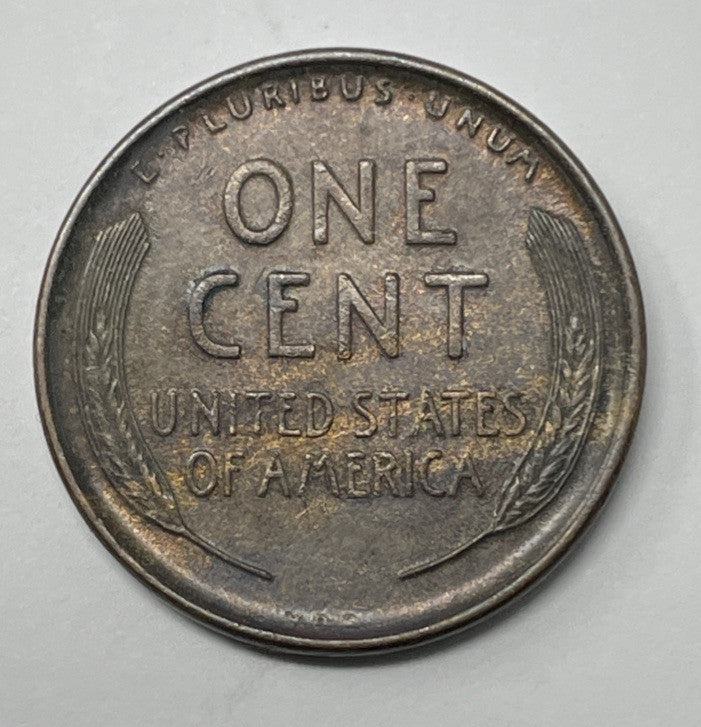 E·PLURIBUS·UNUM
ONE
CENT
UNITED STATES
OF AMERICA